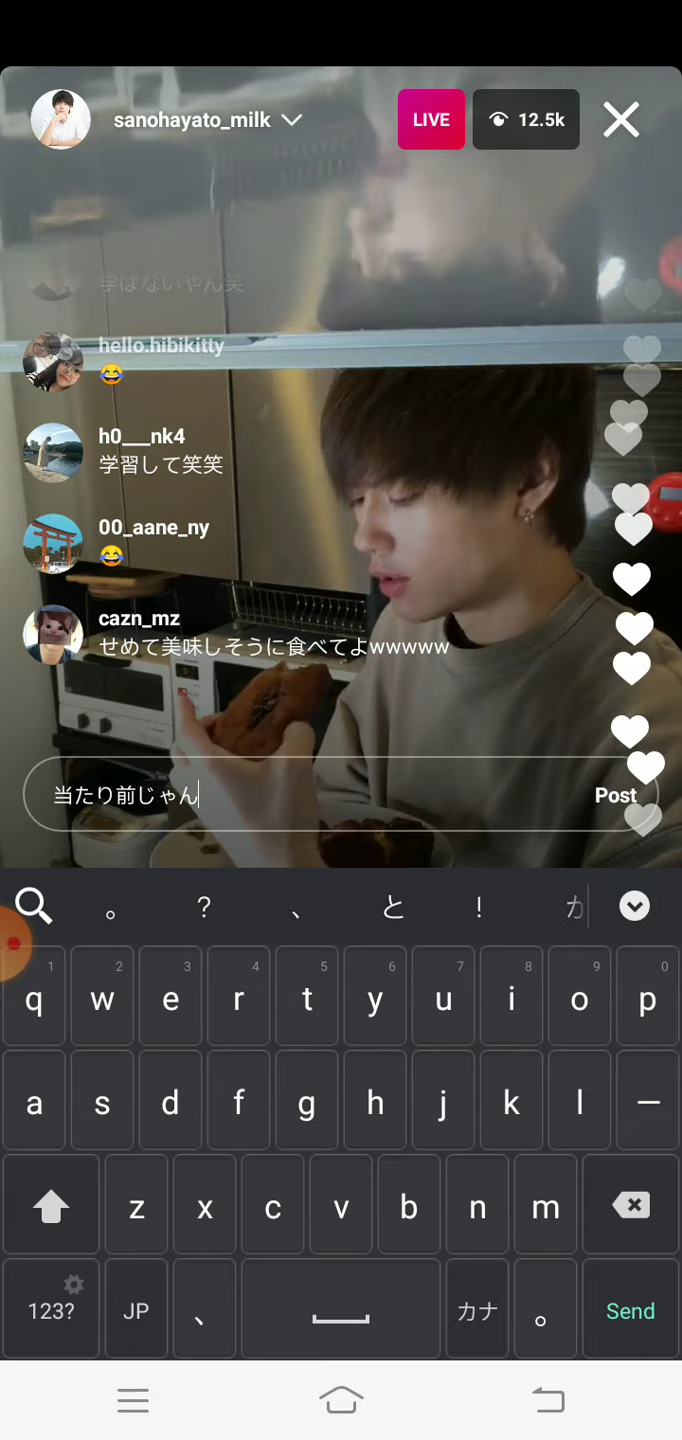 sanohayato_milk
LIVE
12.5k
学ばないやん笑
hello.hibikitty
😂
h0___nk4
学習して笑笑
00_aane_ny
😂
cazn_mz
せめて美味しそうに食べてよwwwww
当たり前じゃん
Post
。 ? 、 と ! か
1 2 3 4 5 6 7 8 9 0
q w e r t y u i o p
a s d f g h j k l ー
z x c v b n m
123? JP 、 カナ 。 Send